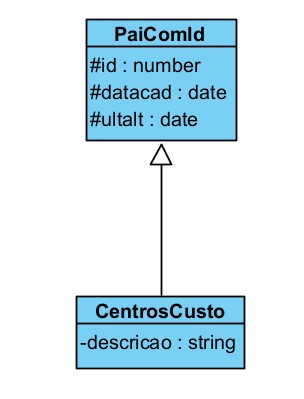 PaiComId
#id : number
#datacad : date
#ultalt : date
CentrosCusto
-descricao : string